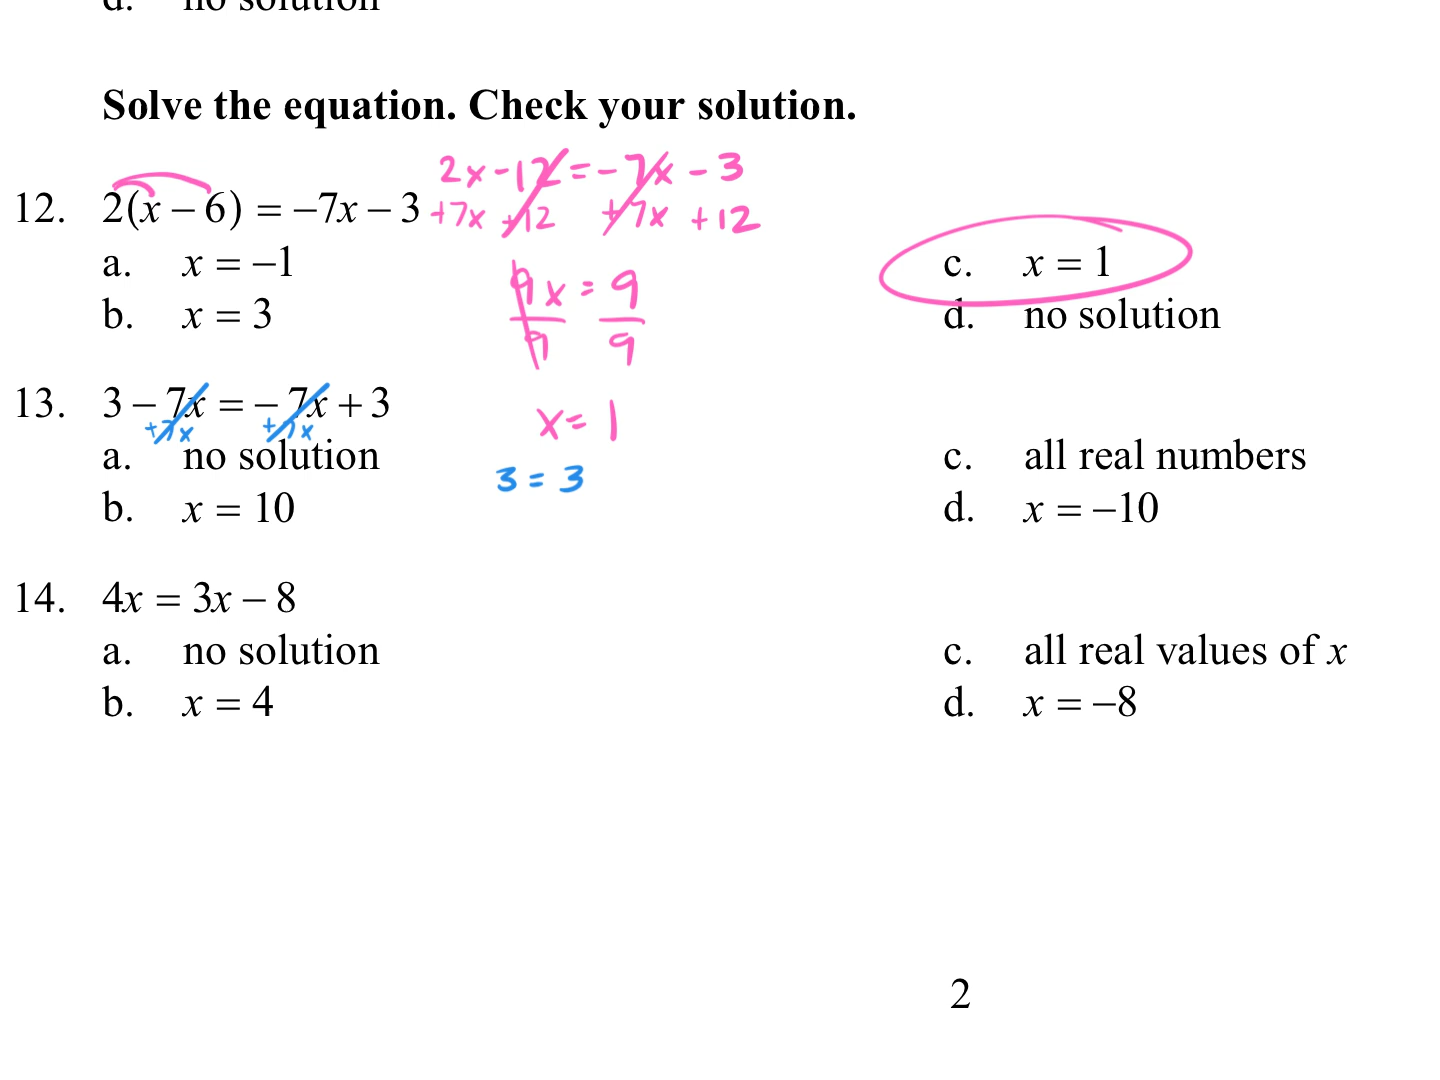 d. no solution
Solve the equation. Check your solution.
2x - 12 = - 7x - 3
12. 2(x − 6) = −7x − 3 +7x +12 +7x +12
a. x = −1
c. x = 1
b. x = 3
d. no solution
9x = 9
9 9
13. 3 − 7x = − 7x + 3
+7x +7x
x = 1
a. no solution
c. all real numbers
3 = 3
b. x = 10
d. x = −10
14. 4x = 3x − 8
a. no solution
c. all real values of x
b. x = 4
d. x = −8
2